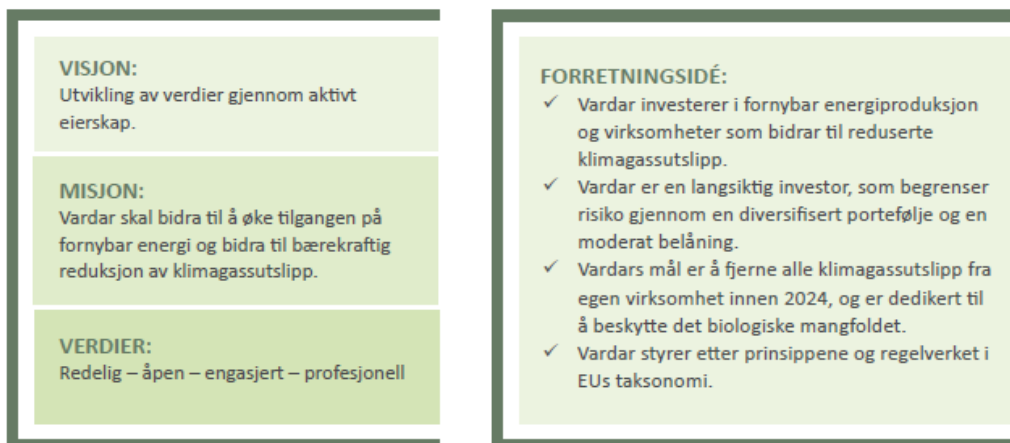 VISJON:
Utvikling av verdier gjennom aktivt
eierskap.
MISJON:
Vardar skal bidra til å øke tilgangen på
fornybar energi og bidra til bærekraftig
reduksjon av klimagassutslipp.
VERDIER:
Redelig – åpen – engasjert – profesjonell
FORRETNINGSIDÉ:
✓ Vardar investerer i fornybar energiproduksjon
og virksomheter som bidrar til reduserte
klimagassutslipp.
✓ Vardar er en langsiktig investor, som begrenser
risiko gjennom en diversifisert portefølje og en
moderat belåning.
✓ Vardars mål er å fjerne alle klimagassutslipp fra
egen virksomhet innen 2024, og er dedikert til
å beskytte det biologiske mangfoldet.
✓ Vardar styrer etter prinsippene og regelverket i
EUs taksonomi.